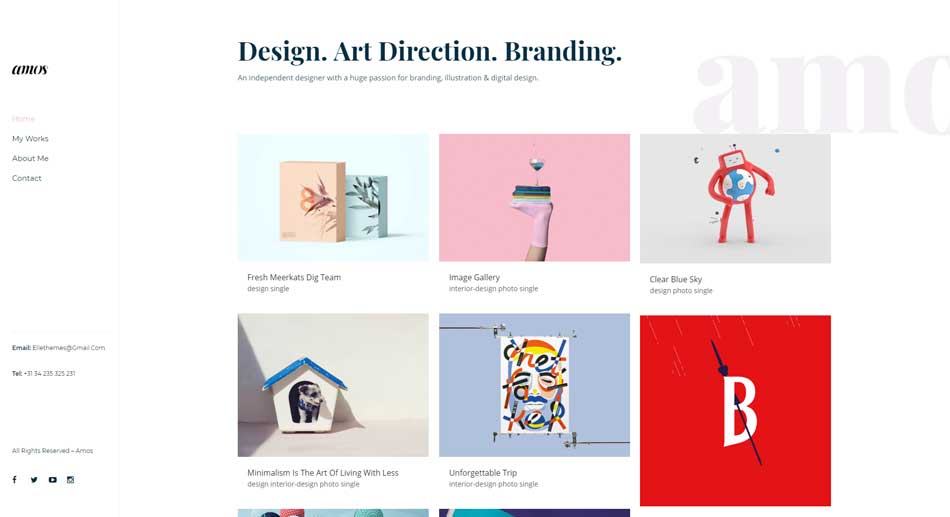 amos
Home
My Works
About Me
Contact
Email: Ellethemes@Gmail.Com
Tel: +31 34 235 325 231
All Rights Reserved – Amos
Design. Art Direction. Branding.
An independent designer with a huge passion for branding, illustration & digital design.
amo
Fresh Meerkats Dig Team
design single
Image Gallery
interior-design photo single
Clear Blue Sky
design photo single
Minimalism Is The Art Of Living With Less
design interior-design photo single
Unforgettable Trip
interior-design photo single
B